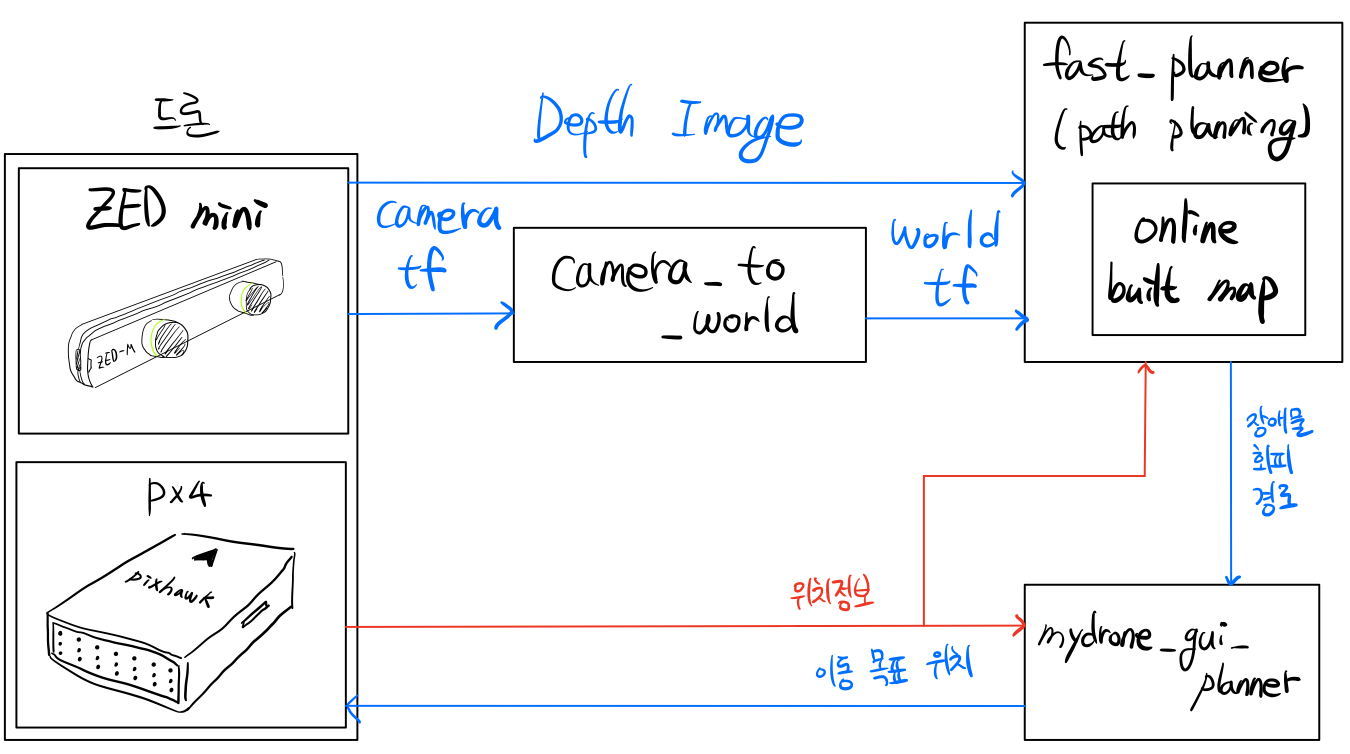 드론
ZED mini
ZED-M
px4
pixhawk
Depth Image
camera
tf
camera_to
_world
world
tf
fast_planner
(path planning)
online
built map
장애물
회피
경로
위치정보
이동 목표 위치
mydrone_gui_
planner